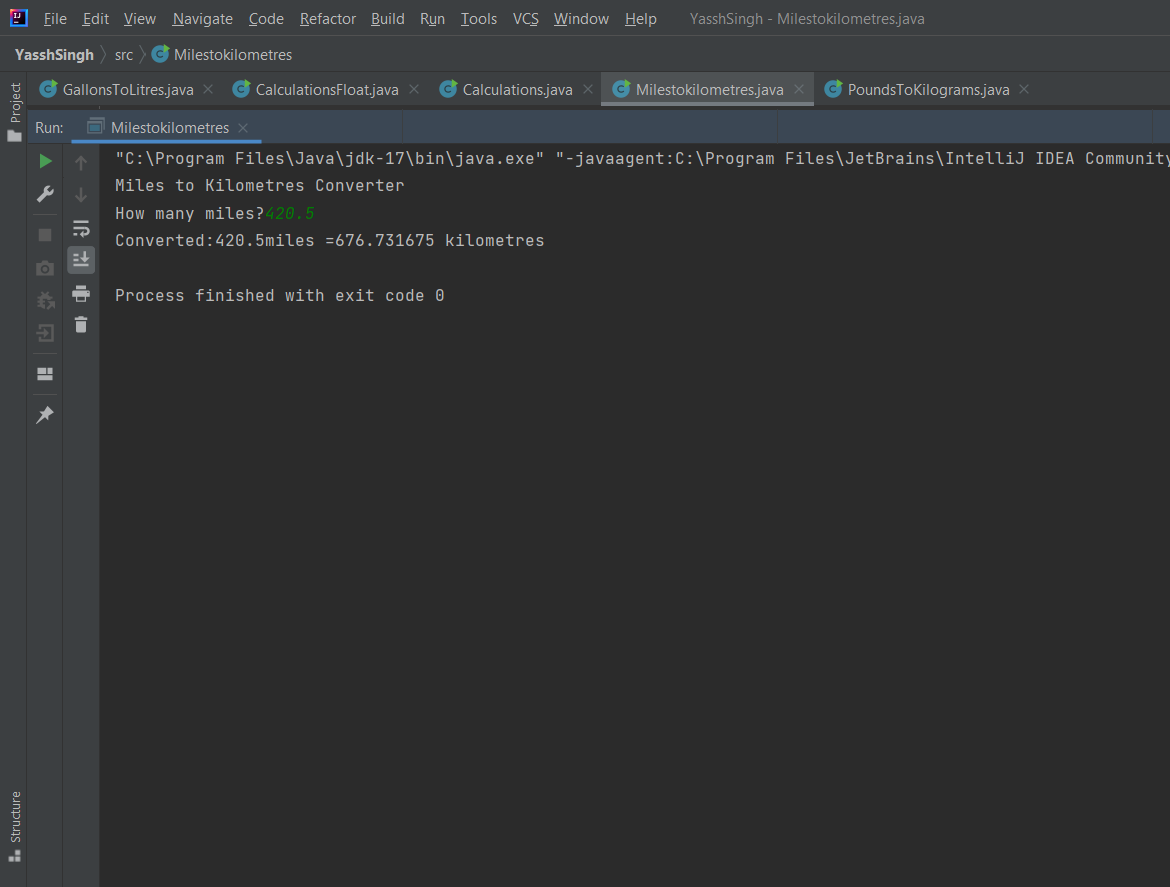 File Edit View Navigate Code Refactor Build Run Tools VCS Window Help YasshSingh - Milestokilometres.java
YasshSingh src Milestokilometres
GallonsToLitres.java CalculationsFloat.java Calculations.java Milestokilometres.java PoundsToKilograms.java
Project
Run: Milestokilometres
"C:\Program Files\Java\jdk-17\bin\java.exe" "-javaagent:C:\Program Files\JetBrains\IntelliJ IDEA Community
Miles to Kilometres Converter
How many miles?420.5
Converted:420.5miles =676.731675 kilometres
Process finished with exit code 0
Structure